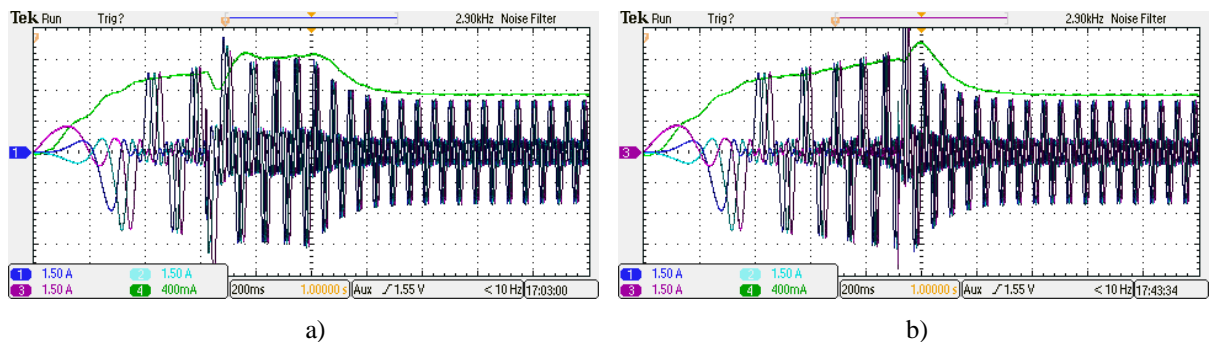 Tek Run Trig? 2.90kHz Noise Filter
1
1 1.50 A 2 1.50 A
3 1.50 A 4 400mA
200ms 1.00000 s Aux ∫ 1.55 V < 10 Hz 17:03:00
a)
Tek Run Trig? 2.90kHz Noise Filter
3
1 1.50 A 2 1.50 A
3 1.50 A 4 400mA
200ms 1.00000 s Aux ∫ 1.55 V < 10 Hz 17:43:34
b)